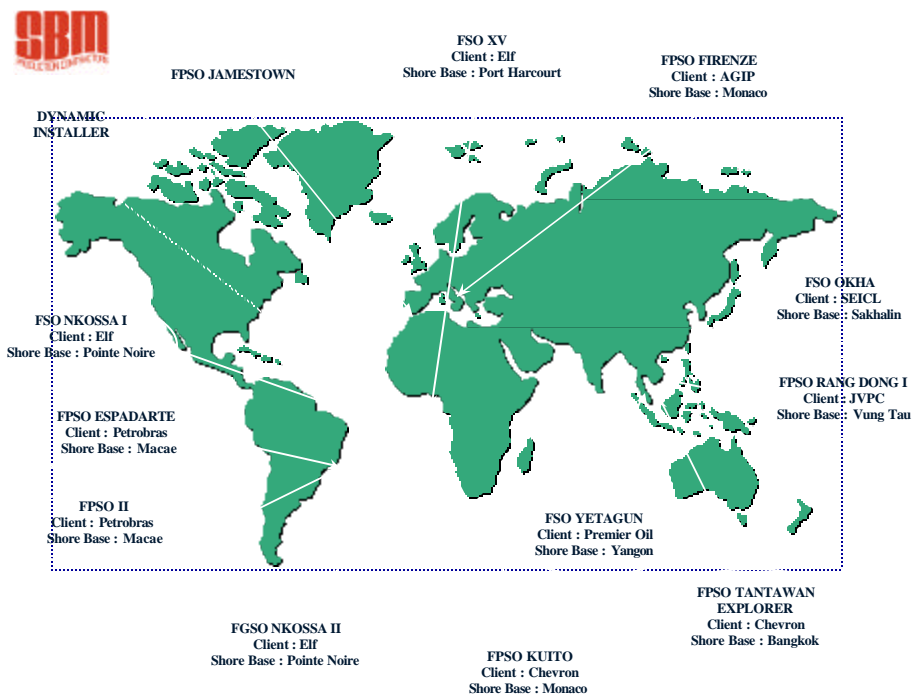 SBM
PRODUCTION CONTRACTORS
FPSO JAMESTOWN
FSO XV
Client : Elf
Shore Base : Port Harcourt
FPSO FIRENZE
Client : AGIP
Shore Base : Monaco
DYNAMIC
INSTALLER
FSO OKHA
Client : SEICL
Shore Base : Sakhalin
FSO NKOSSA I
Client : Elf
Shore Base : Pointe Noire
FPSO RANG DONG I
Client : JVPC
Shore Base : Vung Tau
FPSO ESPADARTE
Client : Petrobras
Shore Base : Macae
FPSO II
Client : Petrobras
Shore Base : Macae
FSO YETAGUN
Client : Premier Oil
Shore Base : Yangon
FPSO TANTAWAN
EXPLORER
Client : Chevron
Shore Base : Bangkok
FGSO NKOSSA II
Client : Elf
Shore Base : Pointe Noire
FPSO KUITO
Client : Chevron
Shore Base : Monaco